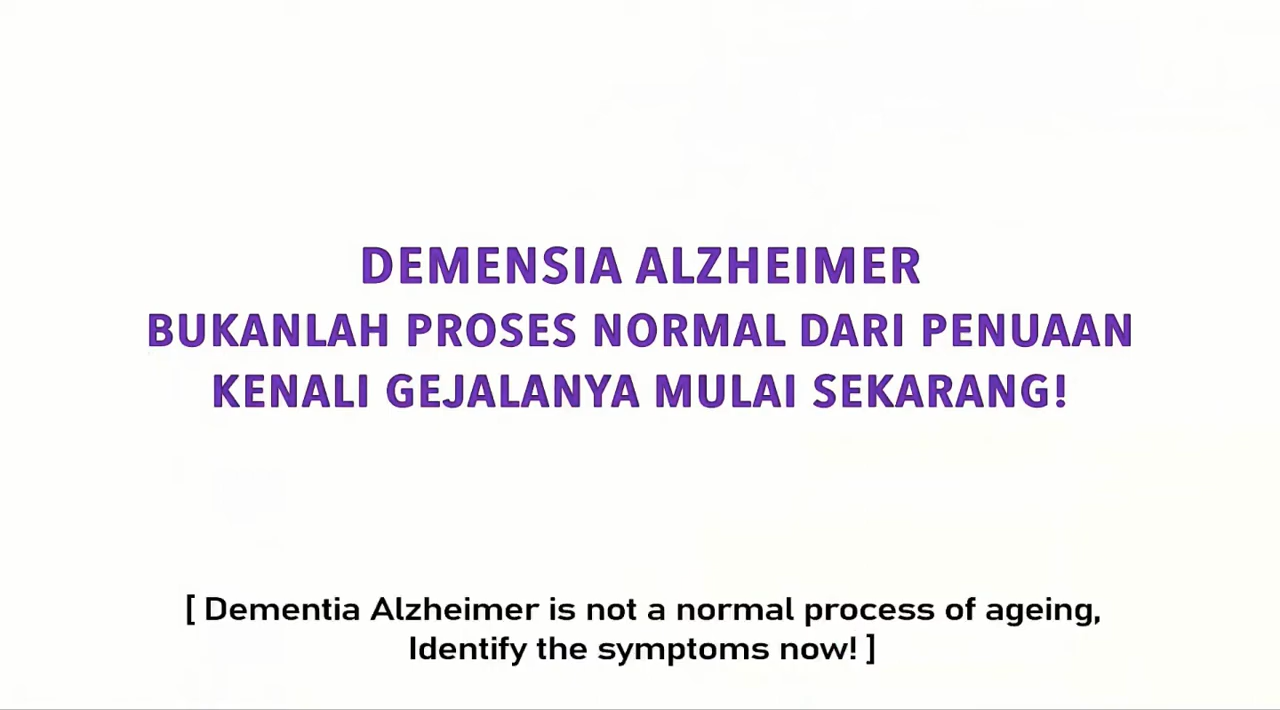 DEMENSIA ALZHEIMER
BUKANLAH PROSES NORMAL DARI PENUAAN
KENALI GEJALANYA MULAI SEKARANG!
[ Dementia Alzheimer is not a normal process of ageing,
Identify the symptoms now! ]